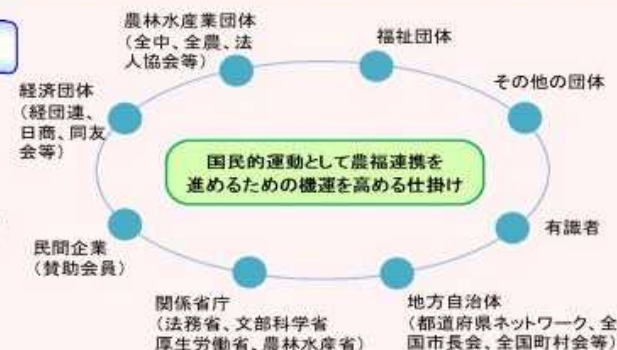 農林水産業団体
(全中、全農、法
人協会等)
福祉団体
経済団体
(経団連、
日商、同友
会等)
その他の団体
国民的運動として農福連携を
進めるための機運を高める仕掛け
民間企業
(賛助会員)
有識者
関係省庁
(法務省、文部科学省
厚生労働省、農林水産省)
地方自治体
(都道府県ネットワーク、全
国市長会、全国町村会等)